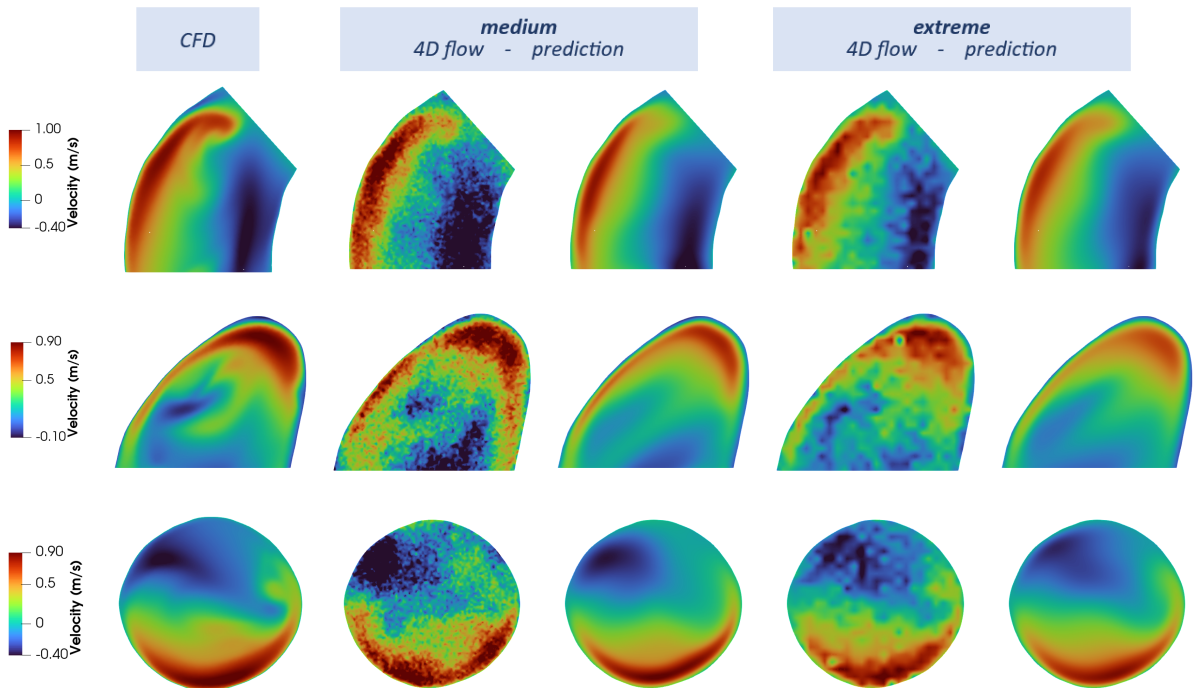 CFD
medium
4D flow - prediction
extreme
4D flow - prediction
1.00
0.5
0
-0.40
Velocity (m/s)
0.90
0.5
-0.10
Velocity (m/s)
0.90
0.5
0
-0.40
Velocity (m/s)